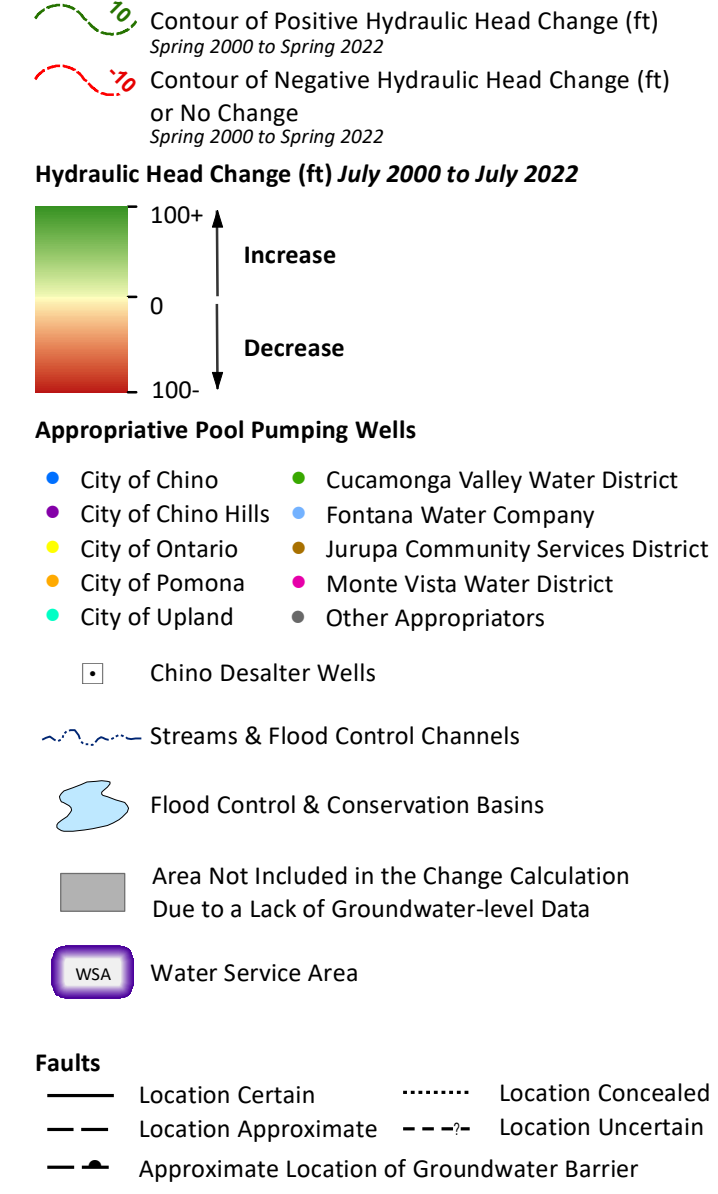 10
Contour of Positive Hydraulic Head Change (ft)
Spring 2000 to Spring 2022
-10
Contour of Negative Hydraulic Head Change (ft)
or No Change
Spring 2000 to Spring 2022
Hydraulic Head Change (ft) July 2000 to July 2022
100+
Increase
0
Decrease
100-
Appropriative Pool Pumping Wells
City of Chino
City of Chino Hills
City of Ontario
City of Pomona
City of Upland
Cucamonga Valley Water District
Fontana Water Company
Jurupa Community Services District
Monte Vista Water District
Other Appropriators
Chino Desalter Wells
Streams & Flood Control Channels
Flood Control & Conservation Basins
Area Not Included in the Change Calculation
Due to a Lack of Groundwater-level Data
WSA
Water Service Area
Faults
Location Certain
Location Concealed
Location Approximate
?
Location Uncertain
Approximate Location of Groundwater Barrier